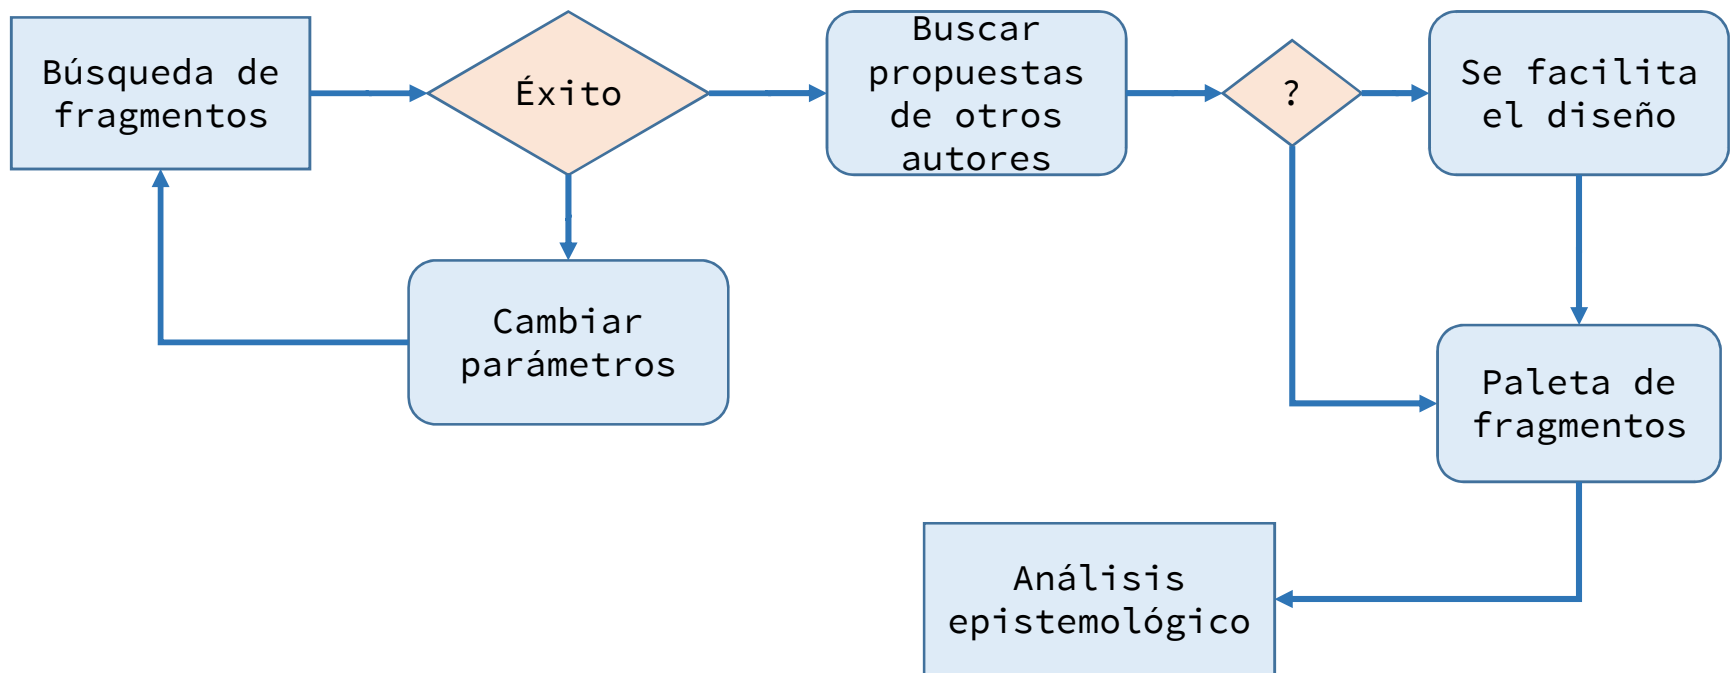 Búsqueda de
fragmentos
Éxito
Buscar
propuestas
de otros
autores
?
Se facilita
el diseño
Cambiar
parámetros
Paleta de
fragmentos
Análisis
epistemológico